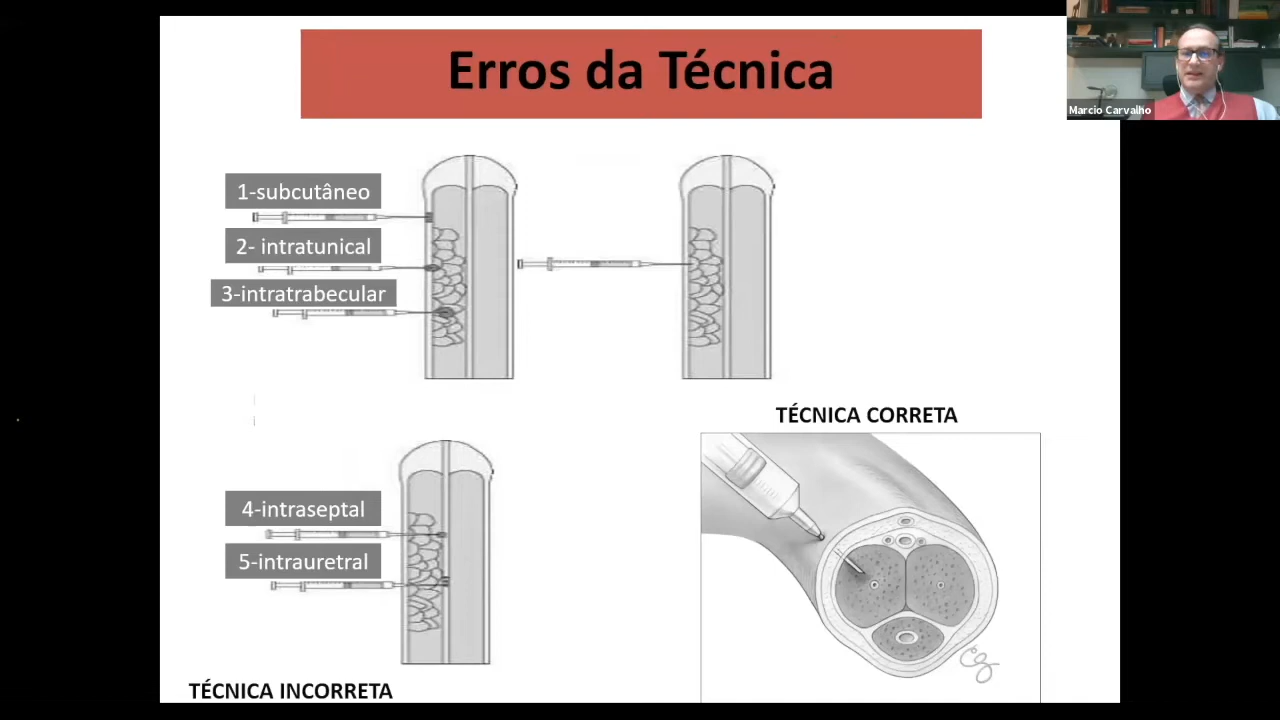 Erros da Técnica
Marcio Carvalho
1-subcutâneo
2- intratunical
3-intratrabecular
TÉCNICA CORRETA
4-intraseptal
5-intrauretral
TÉCNICA INCORRETA